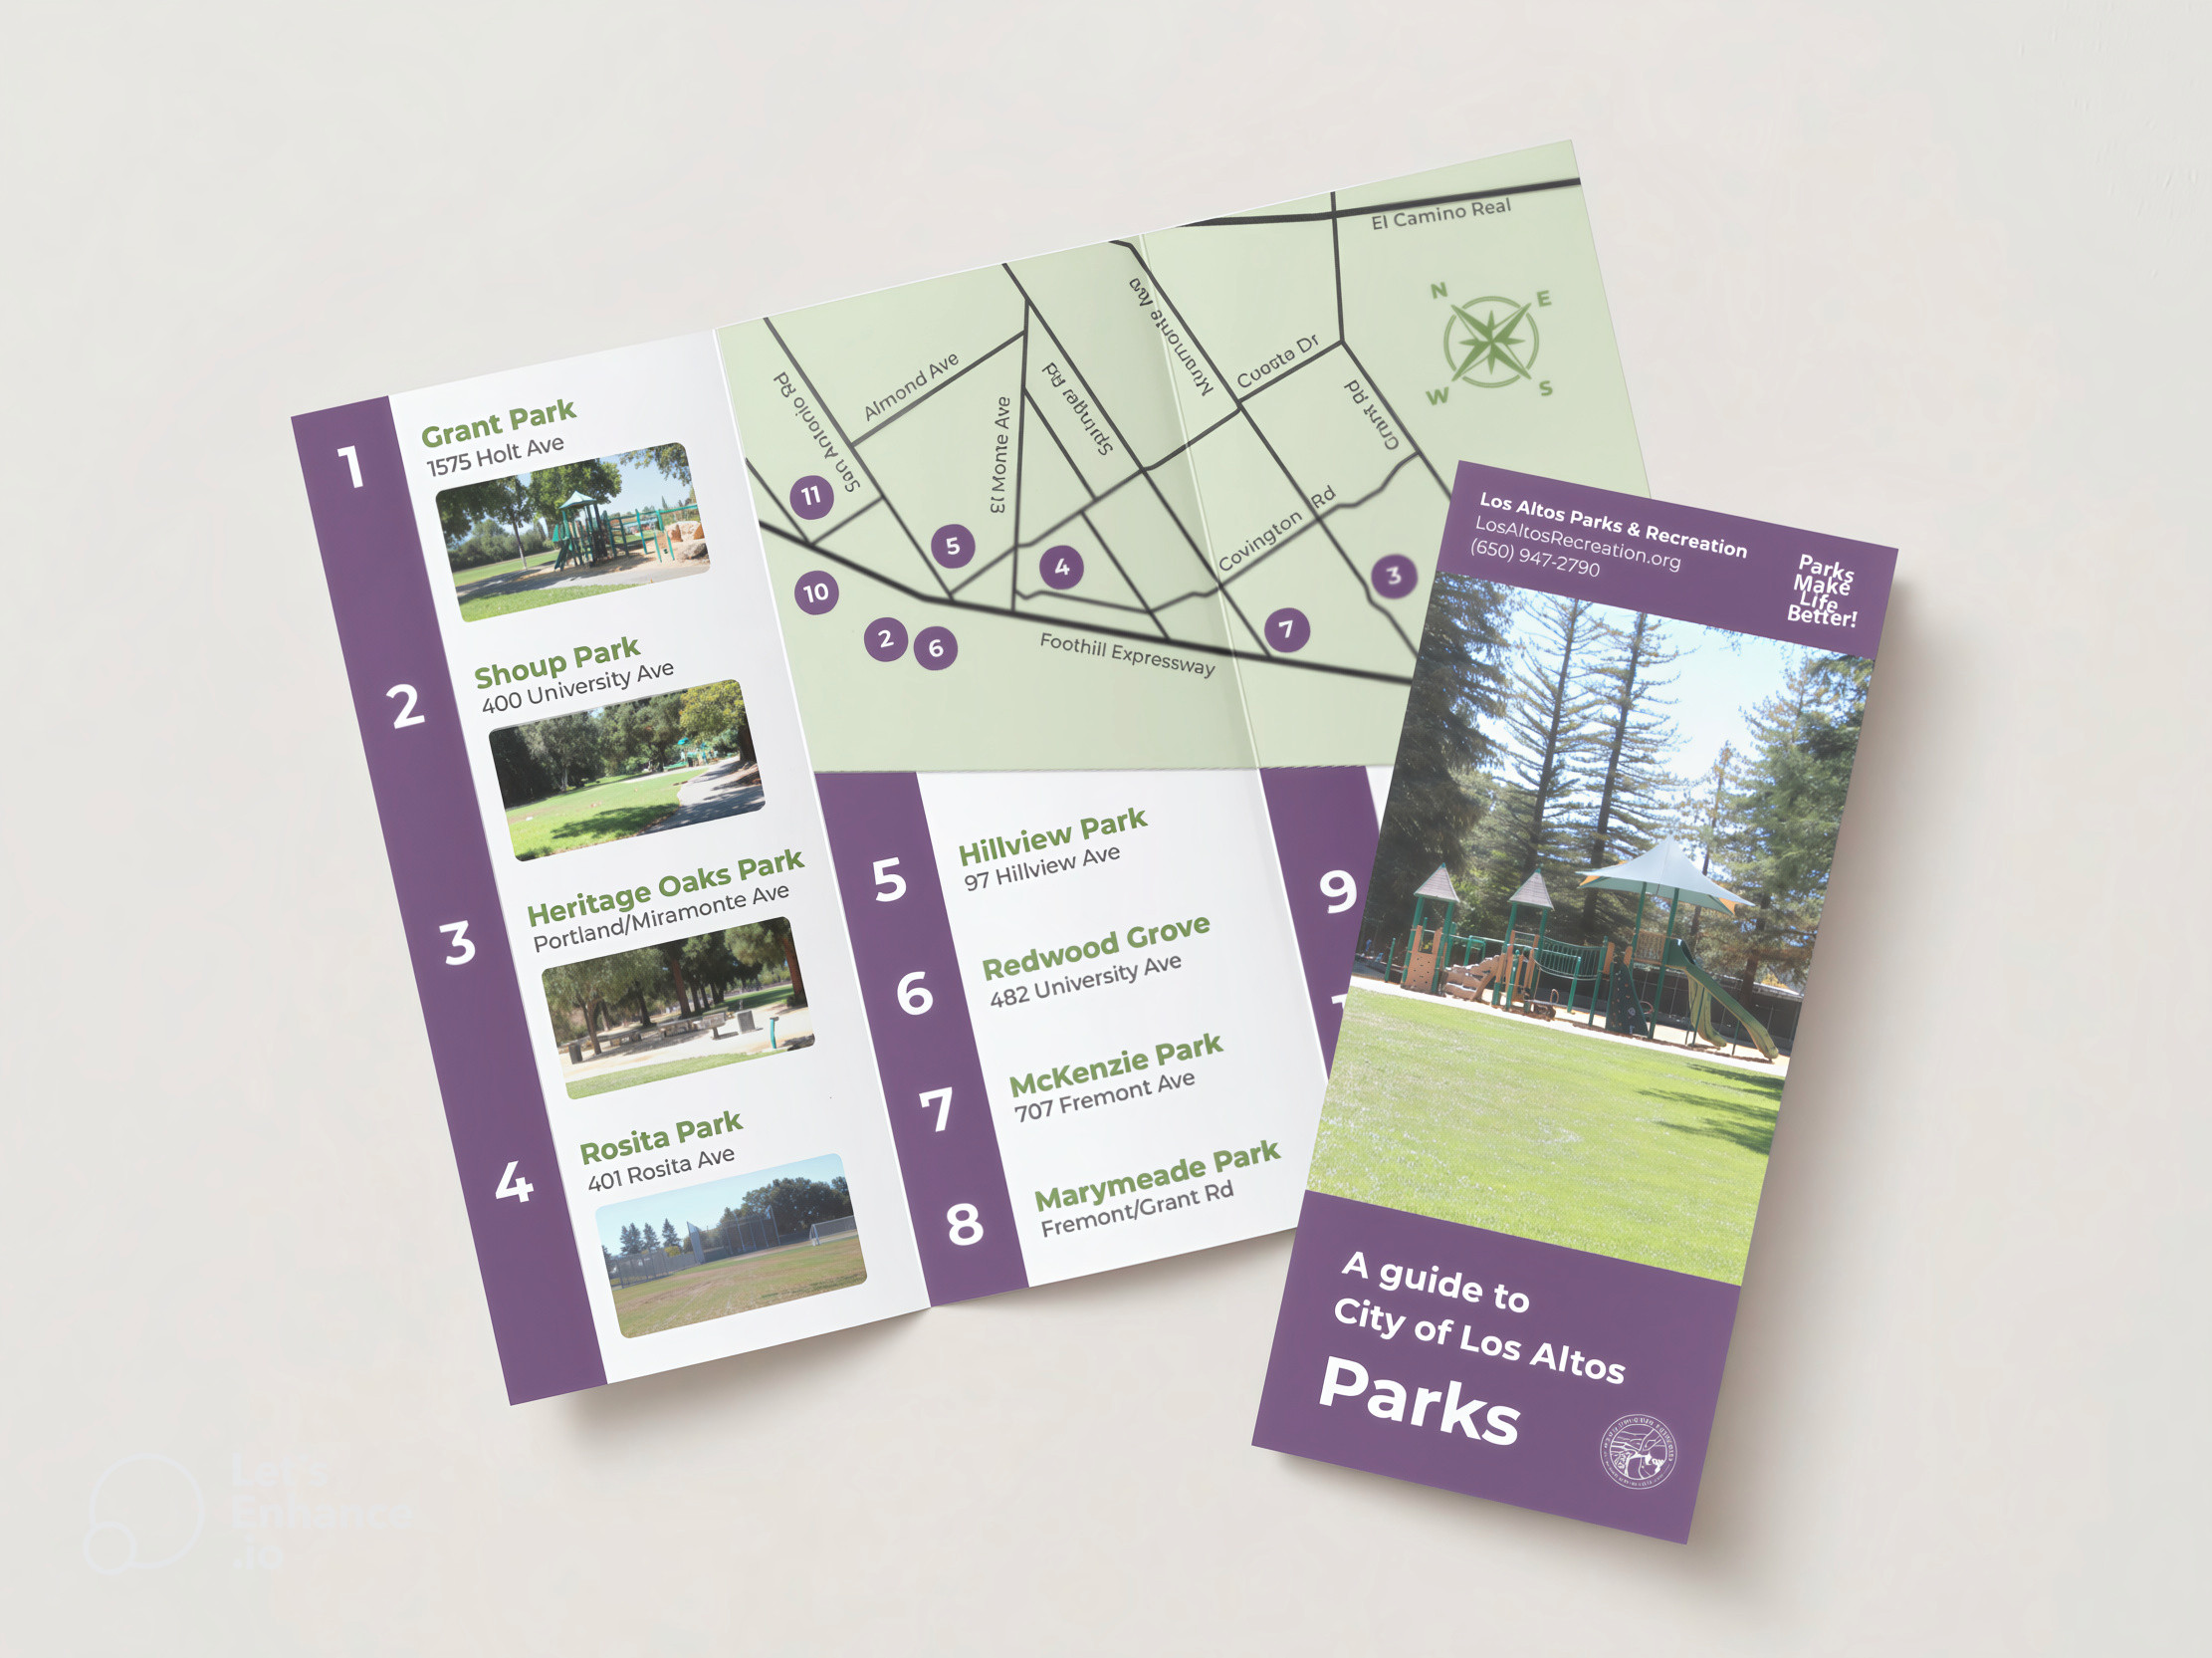 1
Grant Park
1575 Holt Ave
2
Shoup Park
400 University Ave
3
Heritage Oaks Park
Portland/Miramonte Ave
4
Rosita Park
401 Rosita Ave
El Camino Real
N
E
W
S
San Antonio Rd
Almond Ave
El Monte Ave
Springer Rd
Miramonte Ave
Cuesta Dr
Grant Rd
Covington Rd
Foothill Expressway
11
5
4
3
10
2
6
7
5
Hillview Park
97 Hillview Ave
6
Redwood Grove
482 University Ave
7
McKenzie Park
707 Fremont Ave
8
Marymeade Park
Fremont/Grant Rd
9
Los Altos Parks & Recreation
LosAltosRecreation.org
(650) 947-2790
Parks
Make
Life
Better!
A guide to
City of Los Altos
Parks
Let's
Enhance
.io